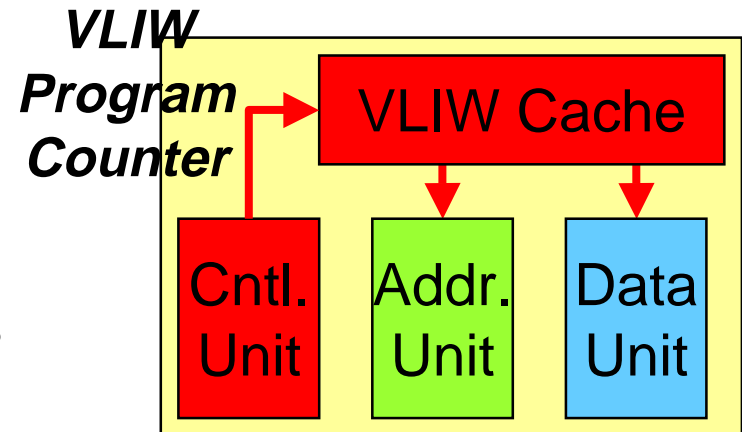 VLIW
Program
Counter
VLIW Cache
Cntl.
Unit
Addr.
Unit
Data
Unit